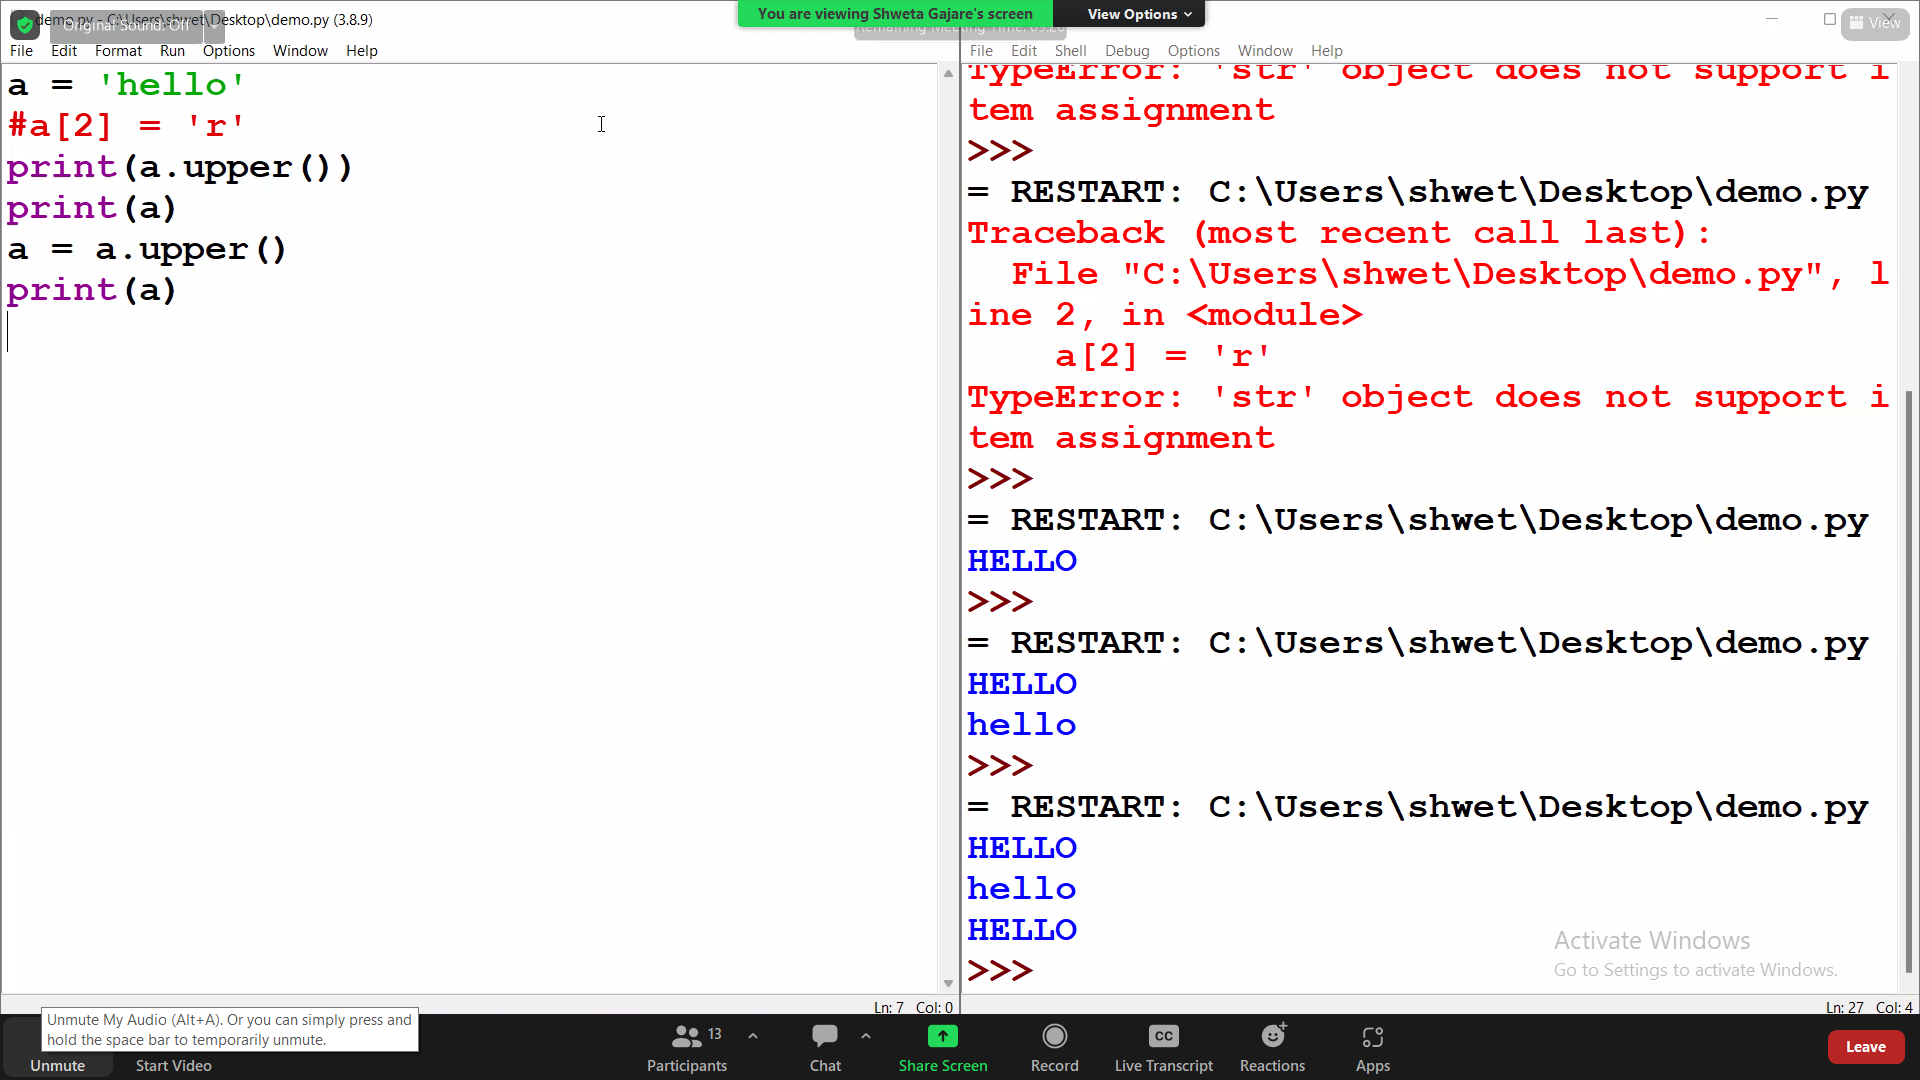 demo.py - C:\Users\shwet\Desktop\demo.py (3.8.9)
Original Sound: Off
You are viewing Shweta Gajare's screen
View Options
View
File Edit Format Run Options Window Help
a = 'hello'
#a[2] = 'r'
print(a.upper())
print(a)
a = a.upper()
print(a)
Ln: 7 Col: 0
File Edit Shell Debug Options Window Help
TypeError: 'str' object does not support i
tem assignment
>>>
= RESTART: C:\Users\shwet\Desktop\demo.py
Traceback (most recent call last):
  File "C:\Users\shwet\Desktop\demo.py", l
ine 2, in <module>
    a[2] = 'r'
TypeError: 'str' object does not support i
tem assignment
>>>
= RESTART: C:\Users\shwet\Desktop\demo.py
HELLO
>>>
= RESTART: C:\Users\shwet\Desktop\demo.py
HELLO
hello
>>>
= RESTART: C:\Users\shwet\Desktop\demo.py
HELLO
hello
HELLO
>>>
Activate Windows
Go to Settings to activate Windows.
Ln: 27 Col: 4
Unmute My Audio (Alt+A). Or you can simply press and
hold the space bar to temporarily unmute.
Unmute
Start Video
13
Participants
Chat
Share Screen
Record
CC
Live Transcript
Reactions
Apps
Leave